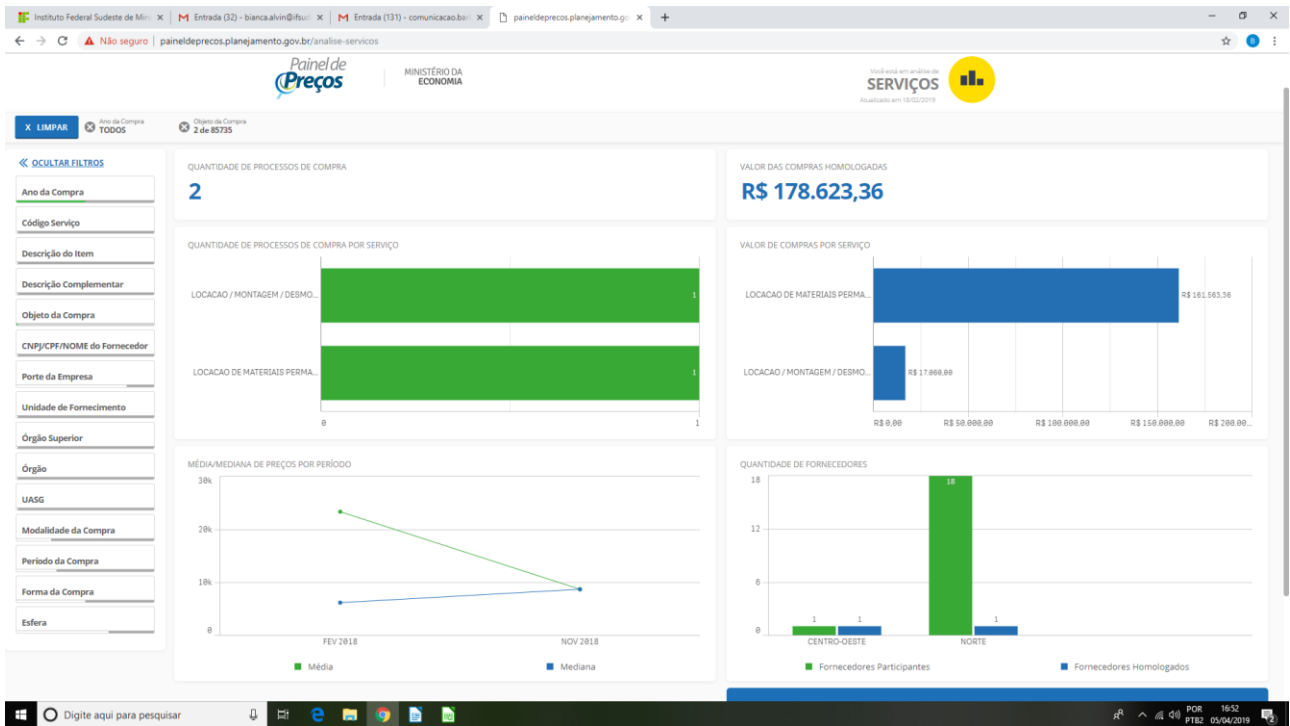 Instituto Federal Sudeste de Min
Entrada (32) - bianca.alvin@ifsud
Entrada (131) - comunicacao.bar
paineldeprecos.planejamento.go
Não seguro | paineldeprecos.planejamento.gov.br/analise-servicos
B
Painel de
Preços
MINISTÉRIO DA
ECONOMIA
Você está em análise de
SERVIÇOS
Atualizado em 18/02/2019
X LIMPAR
Ano da Compra
TODOS
Objeto da Compra
2 de 85735
OCULTAR FILTROS
Ano da Compra
Código Serviço
Descrição do Item
Descrição Complementar
Objeto da Compra
CNPJ/CPF/NOME do Fornecedor
Porte da Empresa
Unidade de Fornecimento
Órgão Superior
Órgão
UASG
Modalidade da Compra
Período da Compra
Forma da Compra
Esfera
QUANTIDADE DE PROCESSOS DE COMPRA
2
VALOR DAS COMPRAS HOMOLOGADAS
R$ 178.623,36
QUANTIDADE DE PROCESSOS DE COMPRA POR SERVIÇO
LOCACAO / MONTAGEM / DESMO...
1
LOCACAO DE MATERIAIS PERMA...
1
0 1
VALOR DE COMPRAS POR SERVIÇO
LOCACAO DE MATERIAIS PERMA...
R$ 161.563,36
LOCACAO / MONTAGEM / DESMO...
R$ 17.060,00
R$ 0,00 R$ 50.000,00 R$ 100.000,00 R$ 150.000,00 R$ 200.00...
MÉDIA/MEDIANA DE PREÇOS POR PERÍODO
30k
20k
10k
0
FEV 2018 NOV 2018
Média Mediana
QUANTIDADE DE FORNECEDORES
18
12
6
0
1 1 18 1
CENTRO-OESTE NORTE
Fornecedores Participantes Fornecedores Homologados
Digite aqui para pesquisar
POR 16:52
PTB2 05/04/2019
2